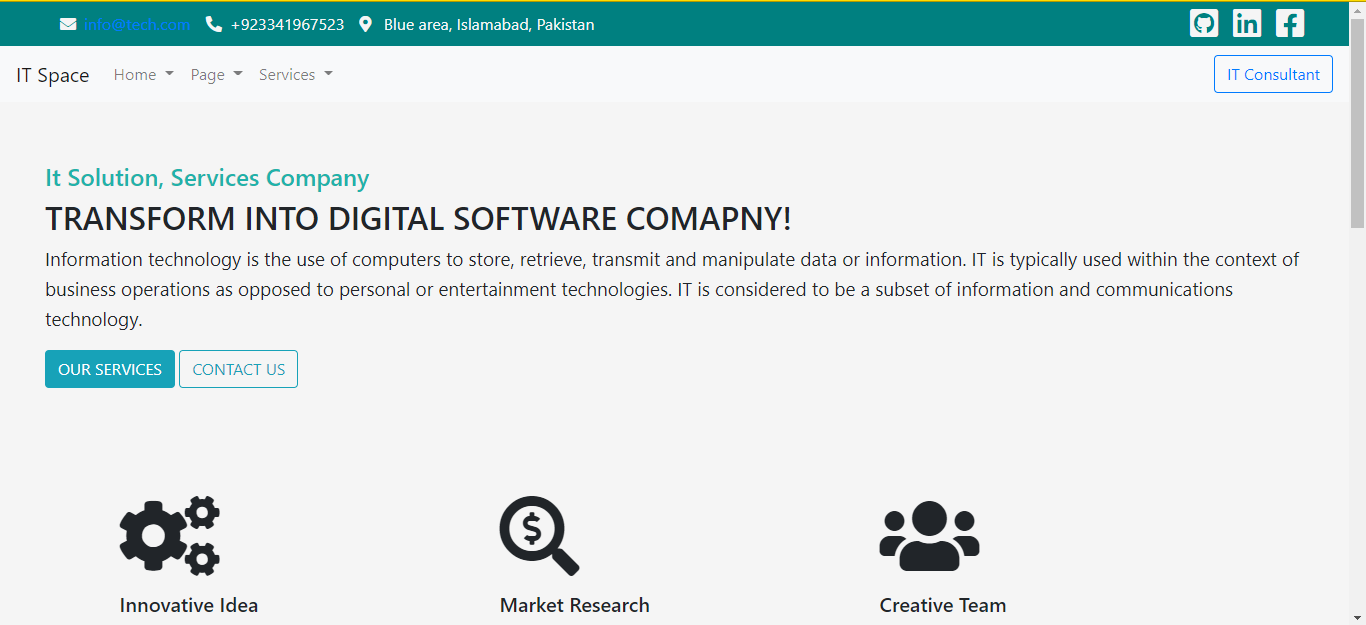 info@tech.com +923341967523 Blue area, Islamabad, Pakistan
IT Space Home Page Services IT Consultant
It Solution, Services Company
TRANSFORM INTO DIGITAL SOFTWARE COMAPNY!
Information technology is the use of computers to store, retrieve, transmit and manipulate data or information. IT is typically used within the context of
business operations as opposed to personal or entertainment technologies. IT is considered to be a subset of information and communications
technology.
OUR SERVICES CONTACT US
Innovative Idea Market Research Creative Team